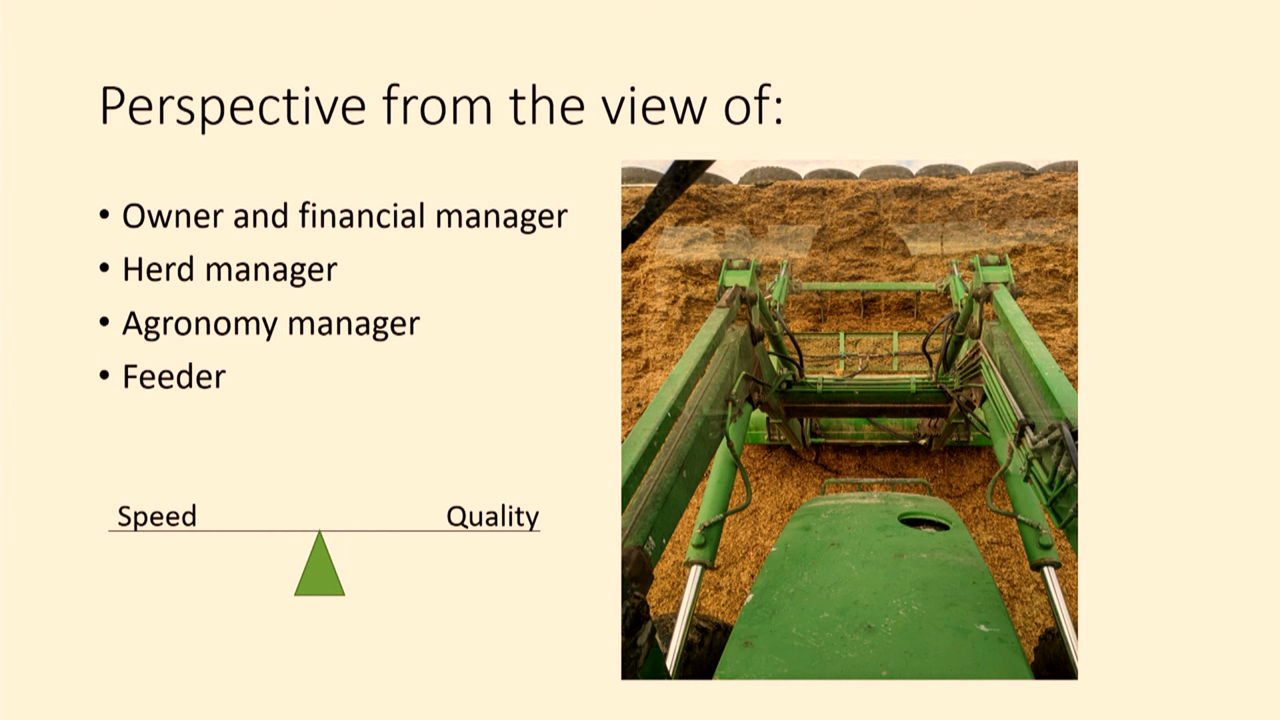 Perspective from the view of:
• Owner and financial manager
• Herd manager
• Agronomy manager
• Feeder
Speed Quality